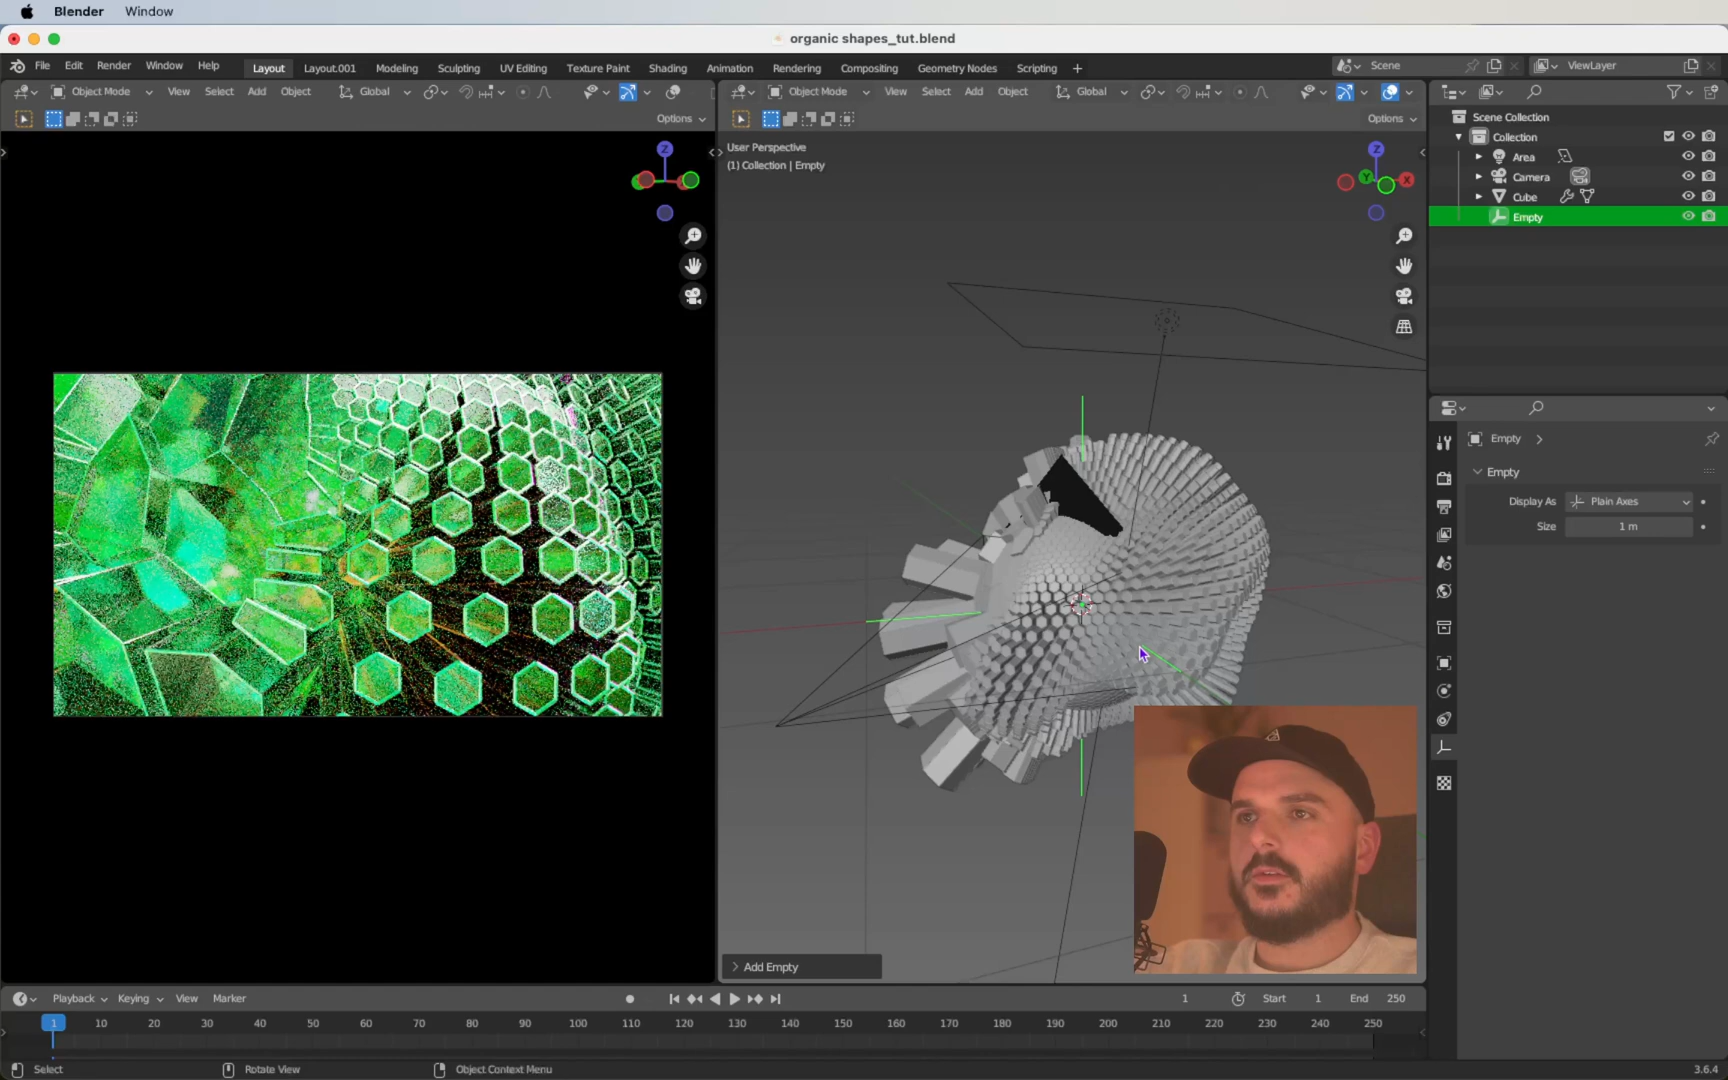 Blender Window
organic shapes_tut.blend
File Edit Render Window Help Layout Layout.001 Modeling Sculpting UV Editing Texture Paint Shading Animation Rendering Compositing Geometry Nodes Scripting + Scene ViewLayer
Object Mode View Select Add Object Global Object Mode View Select Add Object Global
Options Options
User Perspective
(1) Collection | Empty
Z
Z
Y X
Scene Collection
Collection
Area
Camera
Cube
Empty
Empty
Empty
Display As Plain Axes
Size 1 m
Add Empty
Playback Keying View Marker 1 Start 1 End 250
1 10 20 30 40 50 60 70 80 90 100 110 120 130 140 150 160 170 180 190 200 210 220 230 240 250
Select Rotate View Object Context Menu 3.6.4